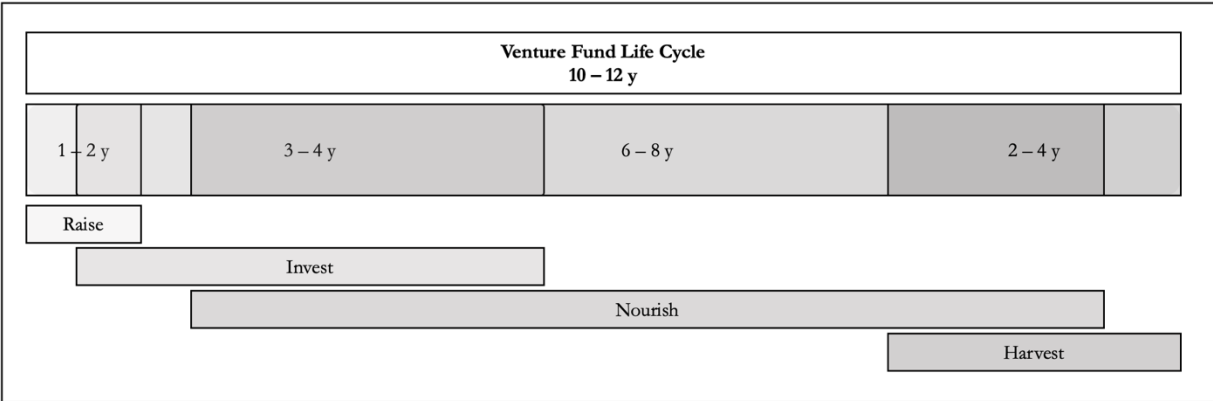 Venture Fund Life Cycle
10 – 12 y
1 – 2 y
3 – 4 y
6 – 8 y
2 – 4 y
Raise
Invest
Nourish
Harvest